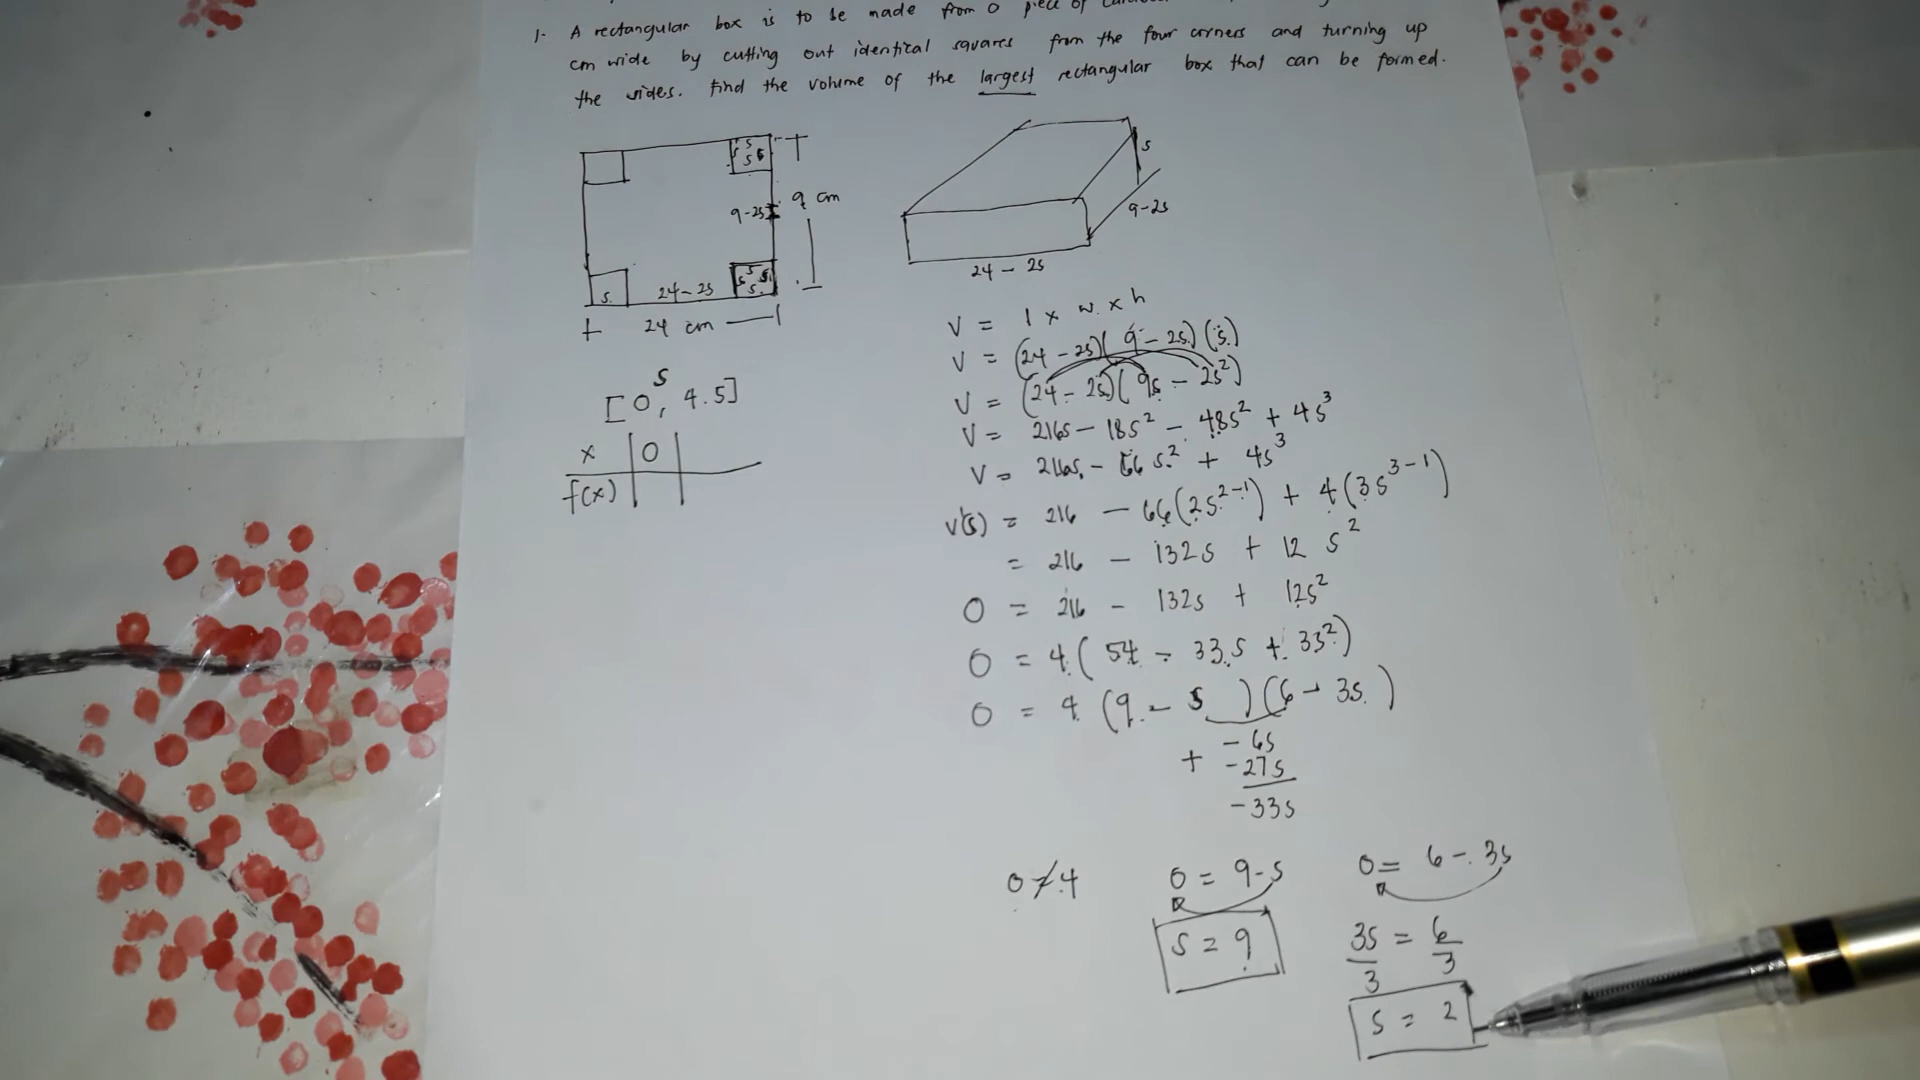 1. A rectangular box is to be made from a piece of
cm wide by cutting out identical squares from the four corners and turning up
the sides. Find the volume of the largest rectangular box that can be formed.
s
s s
s
9-2s
9 cm
s
s s s
s
24-2s
24 cm
s
9-2s
24 - 2s
V = l x w x h
V = (24 - 2s)(9 - 2s)(s)
V = (24 - 2s)(9s - 2s²)
V = 216s - 18s² - 48s² + 4s³
V = 216s - 66s² + 4s³
V'(s) = 216 - 66(2s²⁻¹) + 4(3s³⁻¹)
= 216 - 132s + 12s²
0 = 216 - 132s + 12s²
0 = 4(54 - 33s + 3s²)
0 = 4(9 - s)(6 - 3s)
- 6s
+ -27s
-33s
s
[0, 4.5]
x | 0 |
f(x)
0 ≠ 4
0 = 9-s
s = 9
0 = 6 - 3s
3s = 6
3 3
s = 2